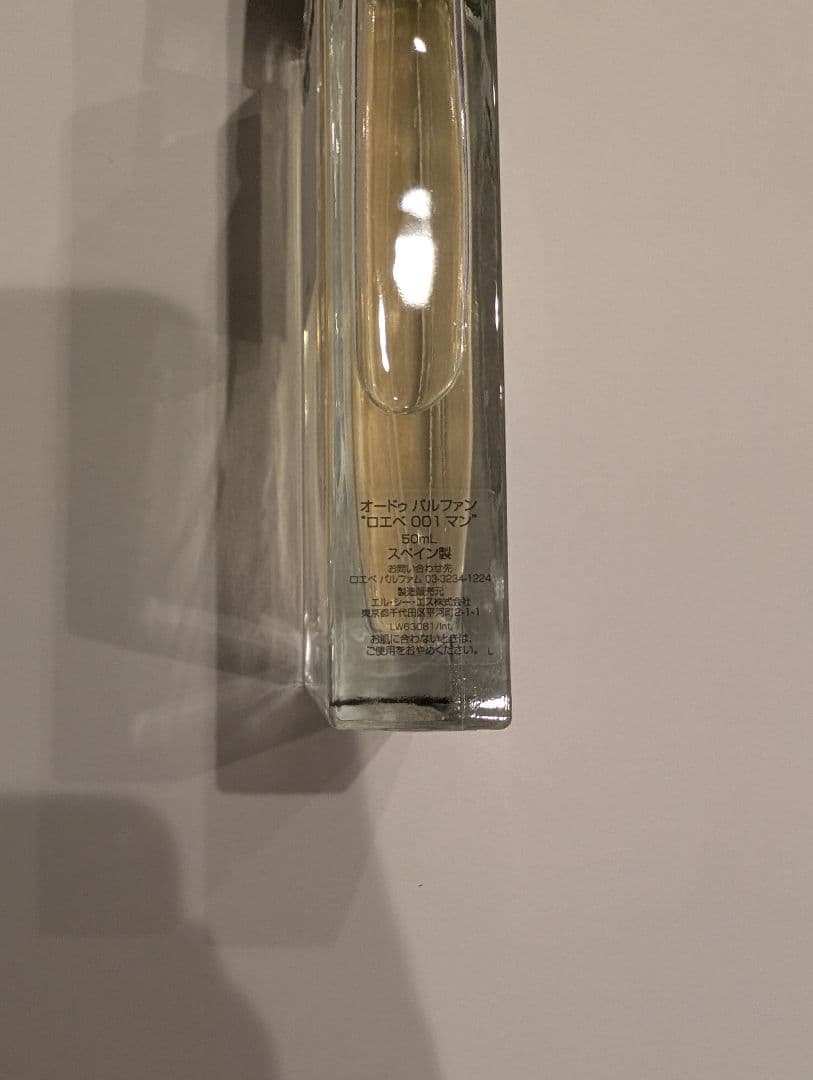 オードゥ パルファン
“ロエベ 001 マン”
50mL
スペイン製
お問い合わせ先
ロエベ パルファム 03-3234-1224
製造販売元
エル・シー・エス株式会社
東京都千代田区平河町2-1-1
LW63081/Int.
お肌に合わないときは、
ご使用をおやめください。 L